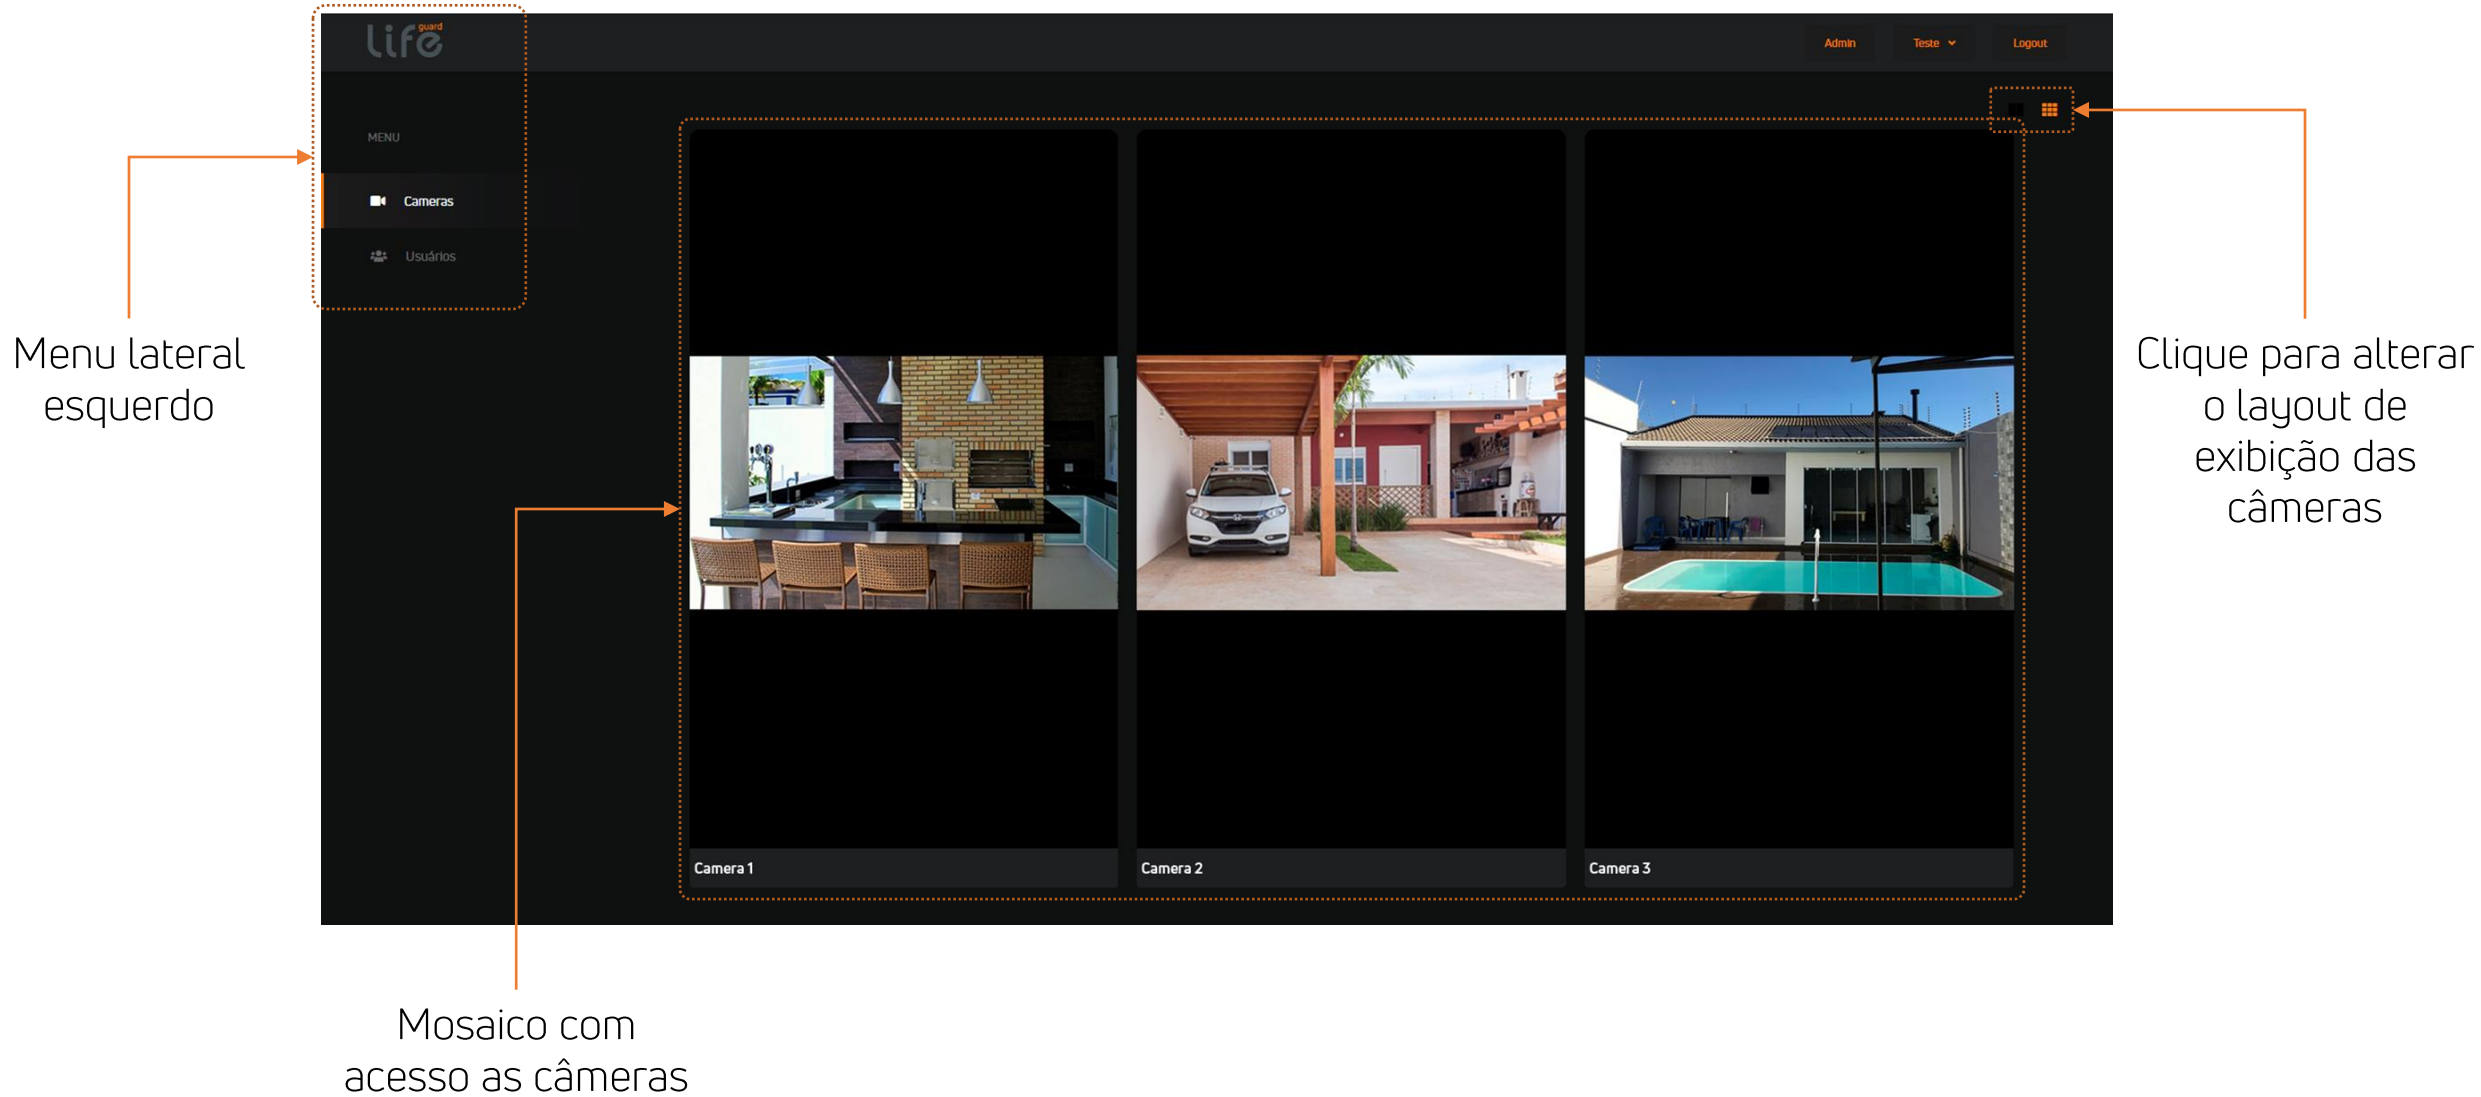 life guard
Admin
Teste
Logout
MENU
Cameras
Usuários
Menu lateral
esquerdo
Clique para alterar
o layout de
exibição das
câmeras
Camera 1
Camera 2
Camera 3
Mosaico com
acesso as câmeras